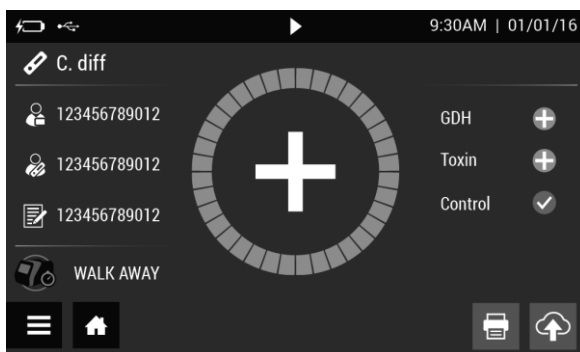 9:30AM | 01/01/16
C. diff
123456789012
123456789012
123456789012
WALK AWAY
GDH
Toxin
Control